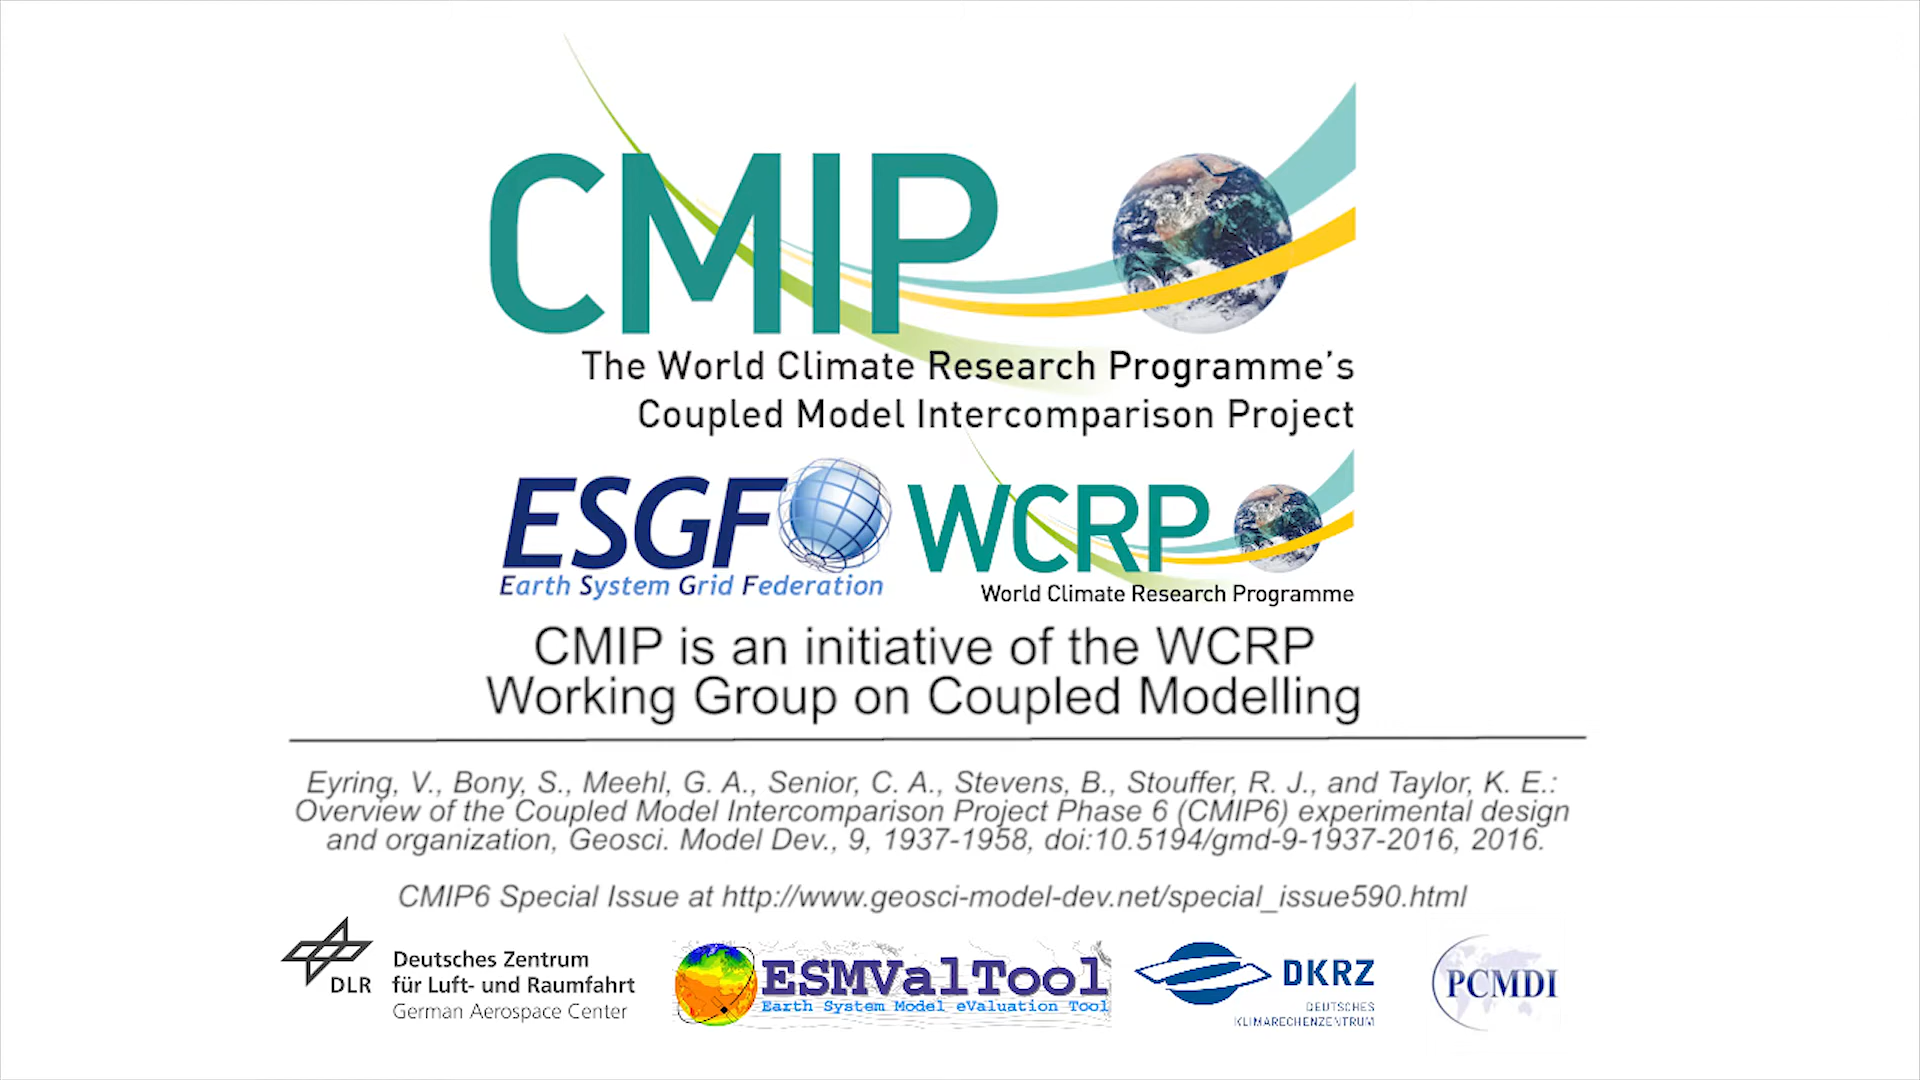 CMIP
The World Climate Research Programme's
Coupled Model Intercomparison Project
ESGF
Earth System Grid Federation
WCRP
World Climate Research Programme
CMIP is an initiative of the WCRP
Working Group on Coupled Modelling
Eyring, V., Bony, S., Meehl, G. A., Senior, C. A., Stevens, B., Stouffer, R. J., and Taylor, K. E.:
Overview of the Coupled Model Intercomparison Project Phase 6 (CMIP6) experimental design
and organization, Geosci. Model Dev., 9, 1937-1958, doi:10.5194/gmd-9-1937-2016, 2016.
CMIP6 Special Issue at http://www.geosci-model-dev.net/special_issue590.html
DLR
Deutsches Zentrum
für Luft- und Raumfahrt
German Aerospace Center
ESMValTool
Earth System Model eValuation Tool
DKRZ
DEUTSCHES
KLIMARECHENZENTRUM
PCMDI